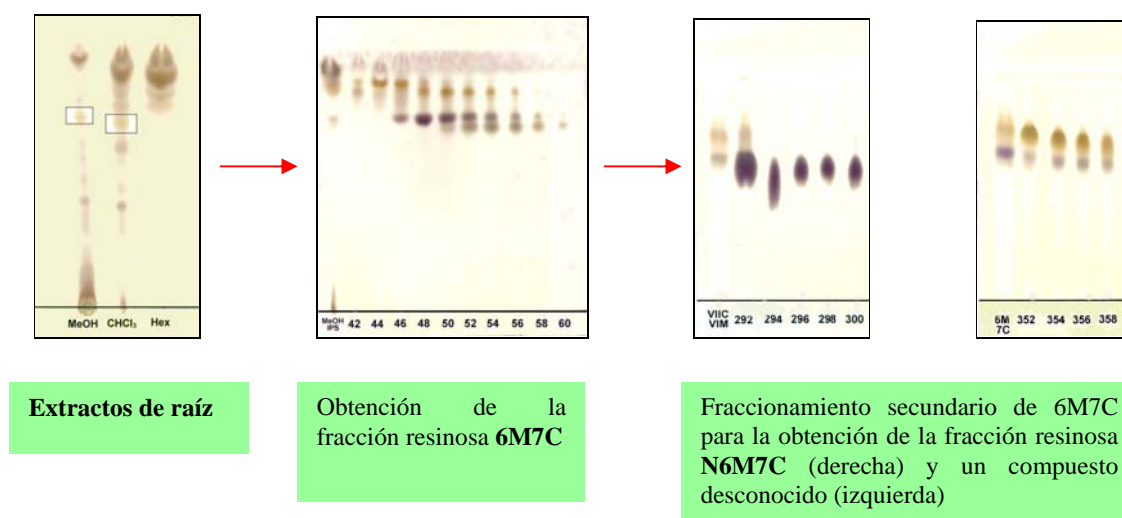 MeOH CHCl₃ Hex
MeOH IPS 42 44 46 48 50 52 54 56 58 60
VIIC VIM 292 294 296 298 300
6M 7C 352 354 356 358
Extractos de raíz
Obtención de la
fracción resinosa 6M7C
Fraccionamiento secundario de 6M7C
para la obtención de la fracción resinosa
N6M7C (derecha) y un compuesto
desconocido (izquierda)